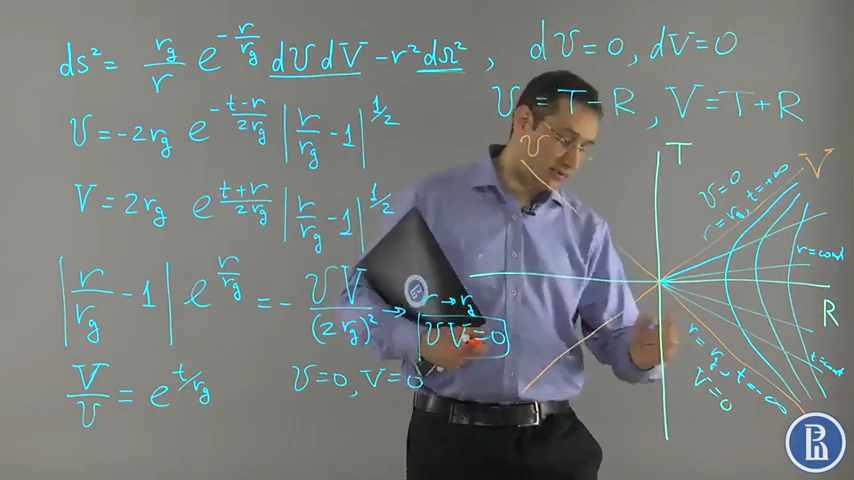 ds² = r_g/r e^(-r/r_g) dU dV - r² dΩ², dU = 0, dV = 0
U = -2r_g e^(-(t-r)/2r_g) |r/r_g - 1|^(1/2)
U = T - R, V = T + R
V = 2r_g e^((t+r)/2r_g) |r/r_g - 1|^(1/2)
|r/r_g - 1| e^(r/r_g) = - UV/(2r_g)² → r → r_g
UV = 0
V/U = e^(t/r_g)
U = 0, V = 0
T
U
V
U = 0
r = r_g, t = +∞
r = const
R
t = const
r = r_g, t = -∞
V = 0